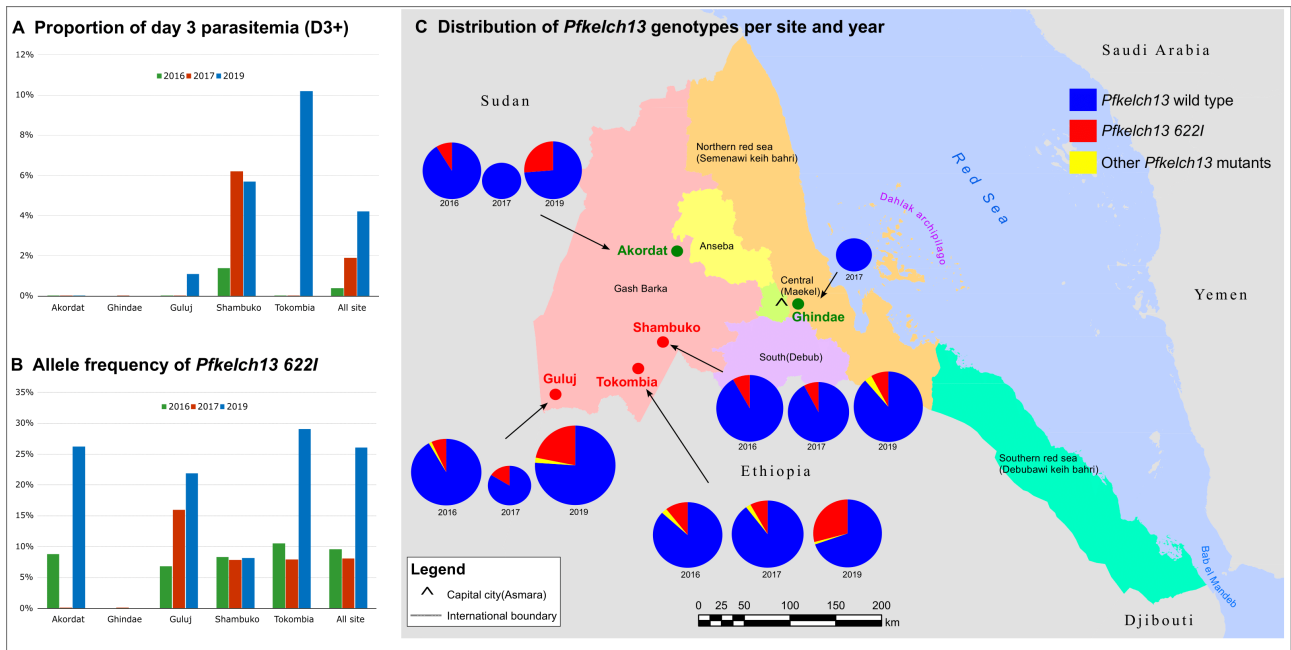 A Proportion of day 3 parasitemia (D3+)
12%
10%
8%
6%
4%
2%
0%
2016 2017 2019
Akordat Ghindae Guluj Shambuko Tokombia All site
B Allele frequency of Pfkelch13 622I
35%
30%
25%
20%
15%
10%
5%
0%
2016 2017 2019
Akordat Ghindae Guluj Shambuko Tokombia All site
C Distribution of Pfkelch13 genotypes per site and year
Saudi Arabia
Sudan
Pfkelch13 wild type
Pfkelch13 622I
Other Pfkelch13 mutants
Northern red sea
(Semenawi keih bahri)
Red Sea
2016 2017 2019
Dahlak archipilago
Akordat
Anseba
Gash Barka
Central
(Maekel)
2017
Ghindae
Yemen
Shambuko
South(Debub)
Guluj
Tokombia
2016 2017 2019
Ethiopia
Southern red sea
(Debubawi keih bahri)
2016 2017 2019
2016 2017 2019
Bab el Mandeb
Legend
Capital city(Asmara)
International boundary
0 25 50 100 150 200
km
Djibouti